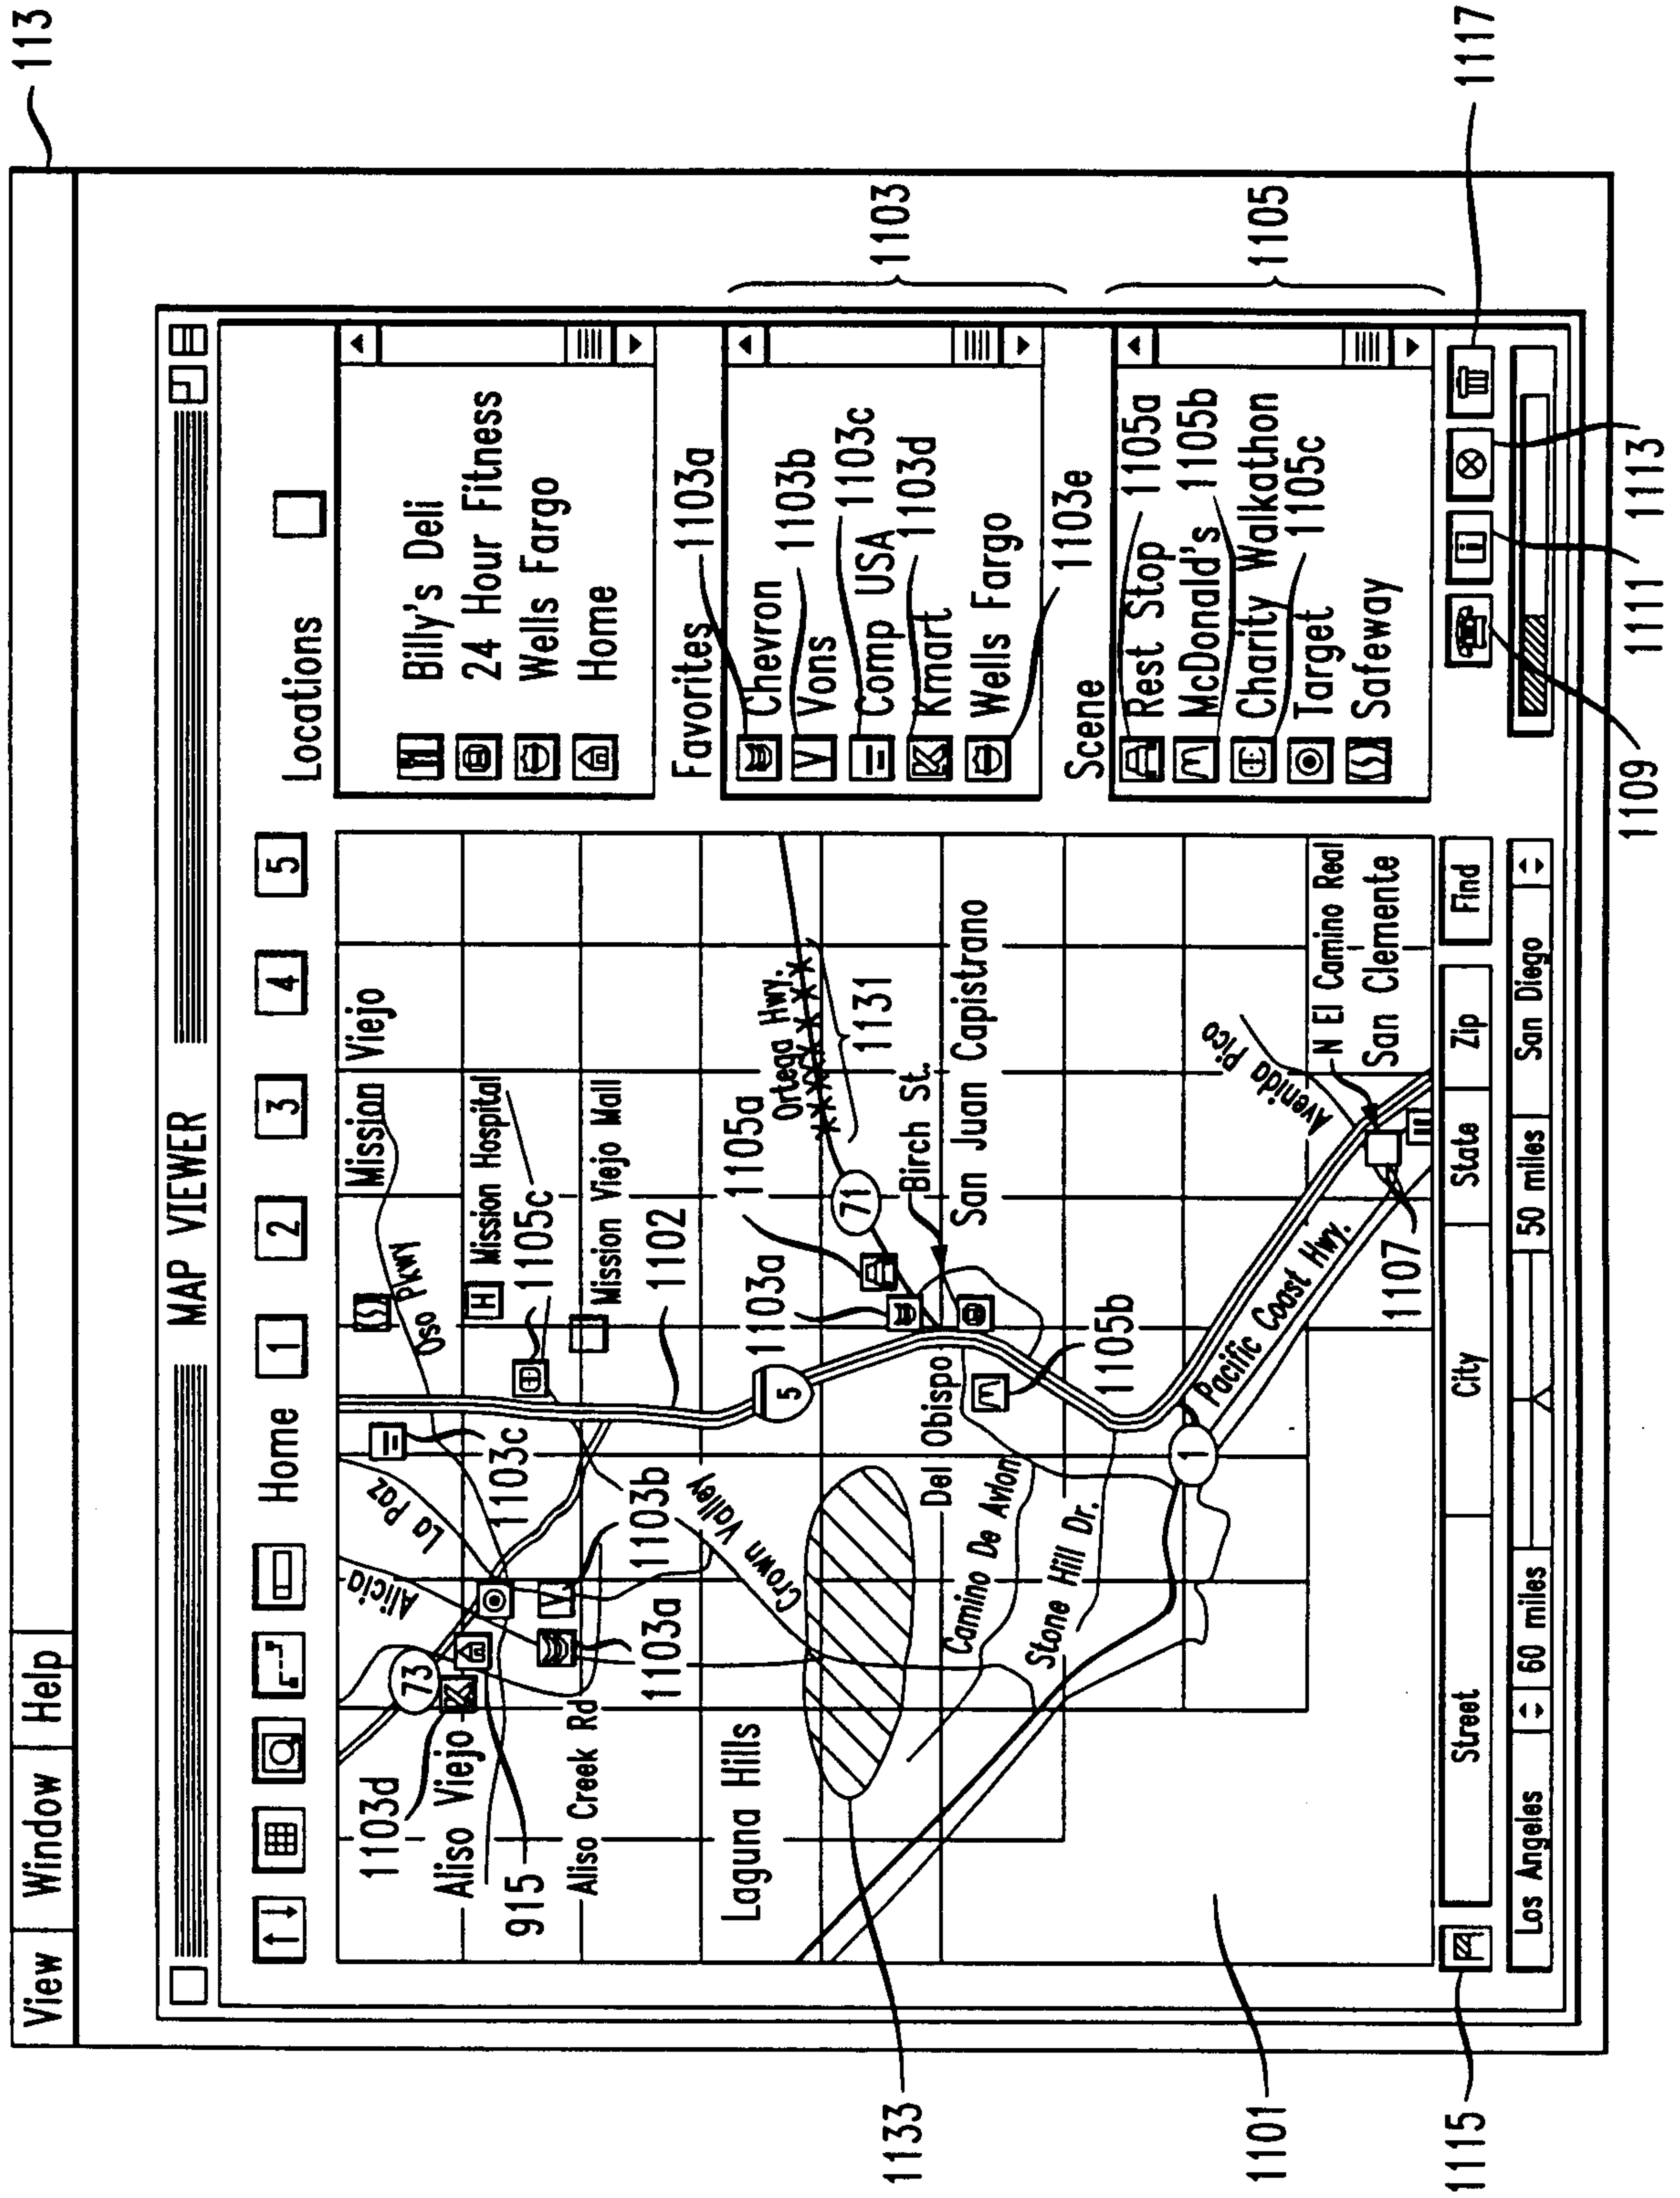 113
View Window Help
MAP VIEWER
Home 1 2 3 4 5
Locations
Billy's Deli
24 Hour Fitness
Wells Fargo
Home
Favorites
1103a
Chevron
1103b
Vons
1103c
Comp USA
1103d
Kmart
Wells Fargo
1103e
1103
Scene
1105a
Rest Stop
1105b
McDonald's
Charity Walkathon
1105c
Target
Safeway
1105
Mission Viejo
Oso Pkwy
La Paz
Alicia
73
1103d
Aliso Viejo
915
Aliso Creek Rd
1103c
H Mission Hospital
1105c
Mission Viejo Mall
1102
V
1103b
1103a
Crown Valley
Laguna Hills
5
1103a
1105a
Ortega Hwy.
1131
71
Birch St.
San Juan Capistrano
Del Obispo
1105b
Camino De Avion
Stone Hill Dr.
1
Pacific Coast Hwy.
Avenida Pico
N El Camino Real
San Clemente
1107
Street City State Zip Find
Los Angeles 60 miles 50 miles San Diego
1133
1101
1115
1109
1111
1113
1117